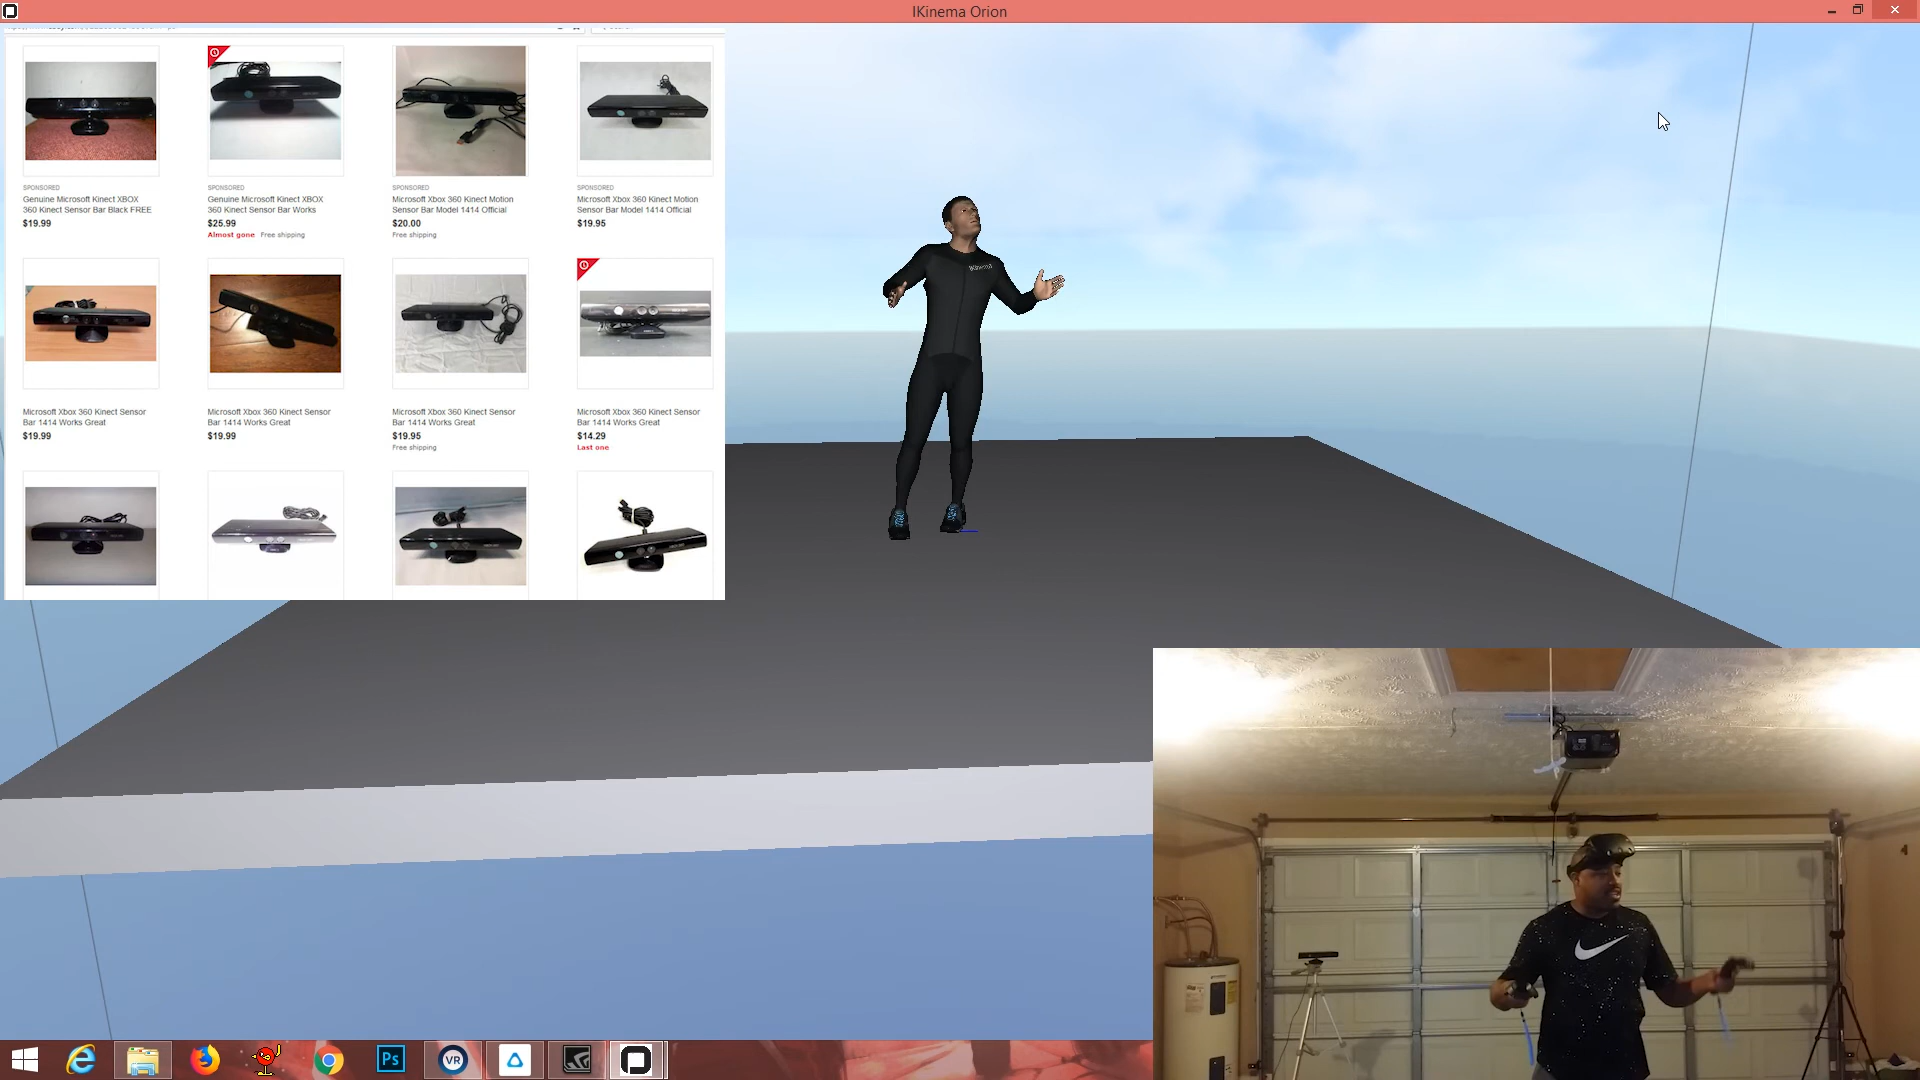 IKinema Orion
SPONSORED
Genuine Microsoft Kinect XBOX
360 Kinect Sensor Bar Black FREE
$19.99
SPONSORED
Genuine Microsoft Kinect XBOX
360 Kinect Sensor Bar Works
$25.99
Almost gone Free shipping
SPONSORED
Microsoft Xbox 360 Kinect Motion
Sensor Bar Model 1414 Official
$20.00
Free shipping
SPONSORED
Microsoft Xbox 360 Kinect Motion
Sensor Bar Model 1414 Official
$19.95
Microsoft Xbox 360 Kinect Sensor
Bar 1414 Works Great
$19.99
Microsoft Xbox 360 Kinect Sensor
Bar 1414 Works Great
$19.99
Microsoft Xbox 360 Kinect Sensor
Bar 1414 Works Great
$19.95
Free shipping
Microsoft Xbox 360 Kinect Sensor
Bar 1414 Works Great
$14.29
Last one
IKinema
Ps
VR